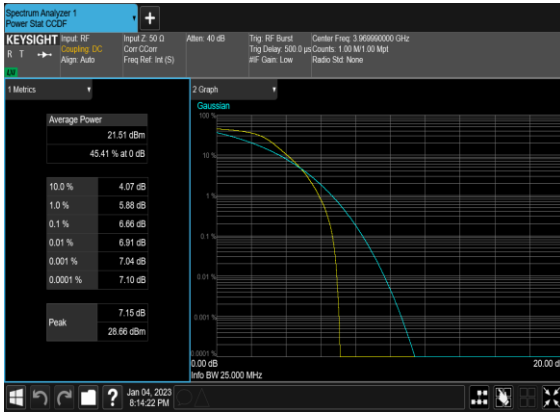 Spectrum Analyzer 1
Power Stat CCDF
+
KEYSIGHT
R T
LV
Input: RF
Coupling: DC
Align: Auto
Input Z: 50 Ω
Corr CCorr
Freq Ref: Int (S)
Atten: 40 dB
Trig: RF Burst
Trig Delay: 500.0 µs
#IF Gain: Low
Center Freq: 3.969990000 GHz
Counts: 1.00 M/1.00 Mpt
Radio Std: None
1 Metrics
Average Power
21.51 dBm
45.41 % at 0 dB
10.0 % 4.07 dB
1.0 % 5.88 dB
0.1 % 6.66 dB
0.01 % 6.91 dB
0.001 % 7.04 dB
0.0001 % 7.10 dB
Peak
7.15 dB
28.66 dBm
2 Graph
Gaussian
100 %
10 %
1 %
0.1 %
0.01 %
0.001 %
0.0001 %
0.00 dB
20.00 d
Info BW 25.000 MHz
?
Jan 04, 2023
8:14:22 PM